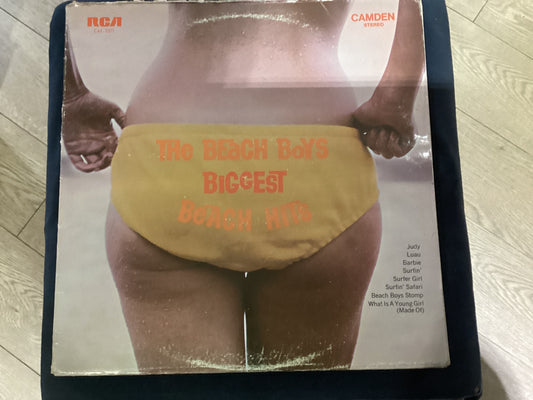 RCA
CAMDEN
STEREO
THE BEACH BOYS
BIGGEST
BEACH HITS
Judy
Luau
Barbie
Surfin'
Surfer Girl
Surfin' Safari
Beach Boys Stomp
What Is A Young Girl
(Made Of)